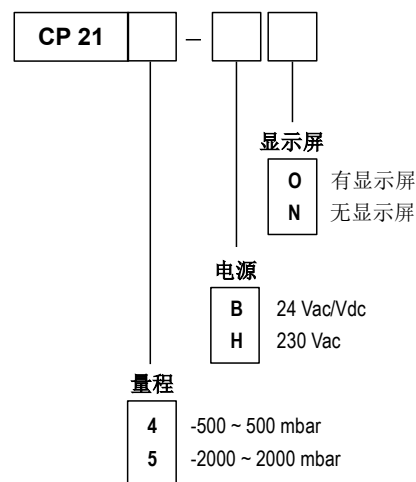 CP 21 –
显示屏
O 有显示屏
N 无显示屏
电源
B 24 Vac/Vdc
H 230 Vac
量程
4 -500 ~ 500 mbar
5 -2000 ~ 2000 mbar